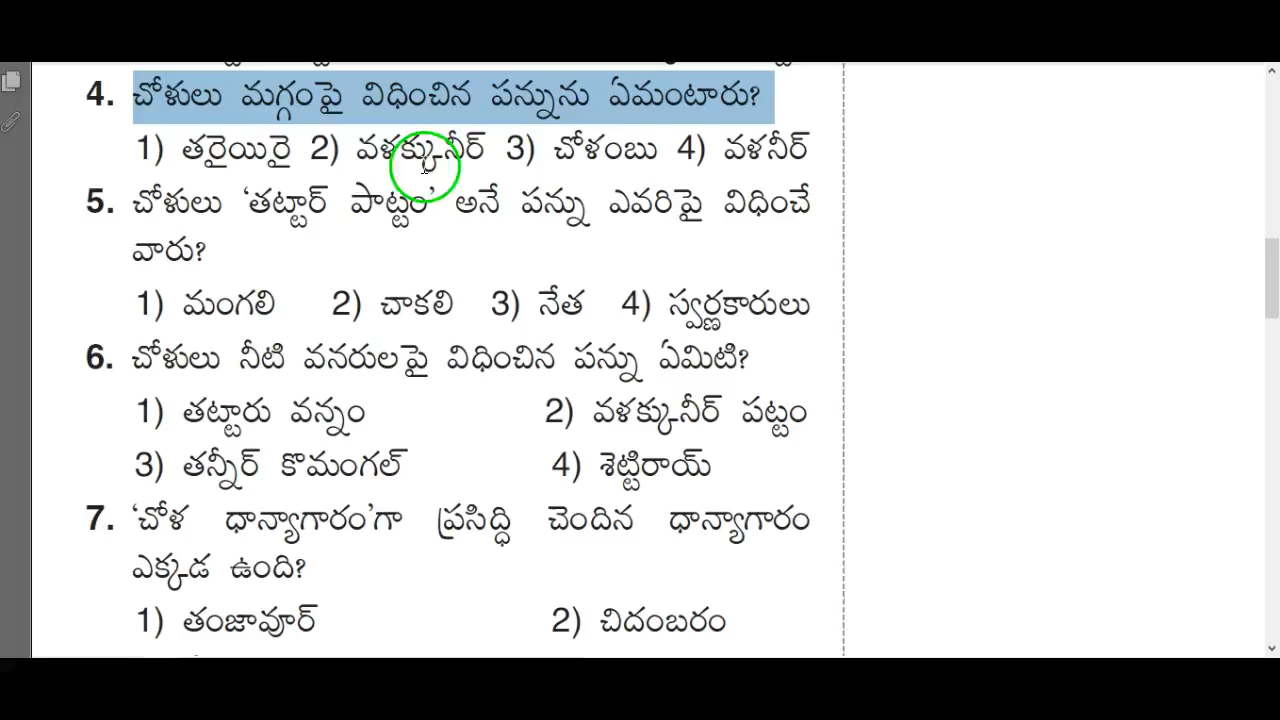 4. చోళులు మగ్గంపై విధించిన పన్నును ఏమంటారు?
1) తరైయిరై 2) వళక్కునీర్ 3) చోళంబు 4) వళనీర్
5. చోళులు ‘తట్టార్ పాట్టం’ అనే పన్ను ఎవరిపై విధించే
వారు?
1) మంగలి 2) చాకలి 3) నేత 4) స్వర్ణకారులు
6. చోళులు నీటి వనరులపై విధించిన పన్ను ఏమిటి?
1) తట్టారు వన్నం 2) వళక్కునీర్ పట్టం
3) తన్నీర్ కొమంగల్ 4) శెట్టిరాయ్
7. ‘చోళ ధాన్యాగారం’గా ప్రసిద్ధి చెందిన ధాన్యాగారం
ఎక్కడ ఉంది?
1) తంజావూర్ 2) చిదంబరం